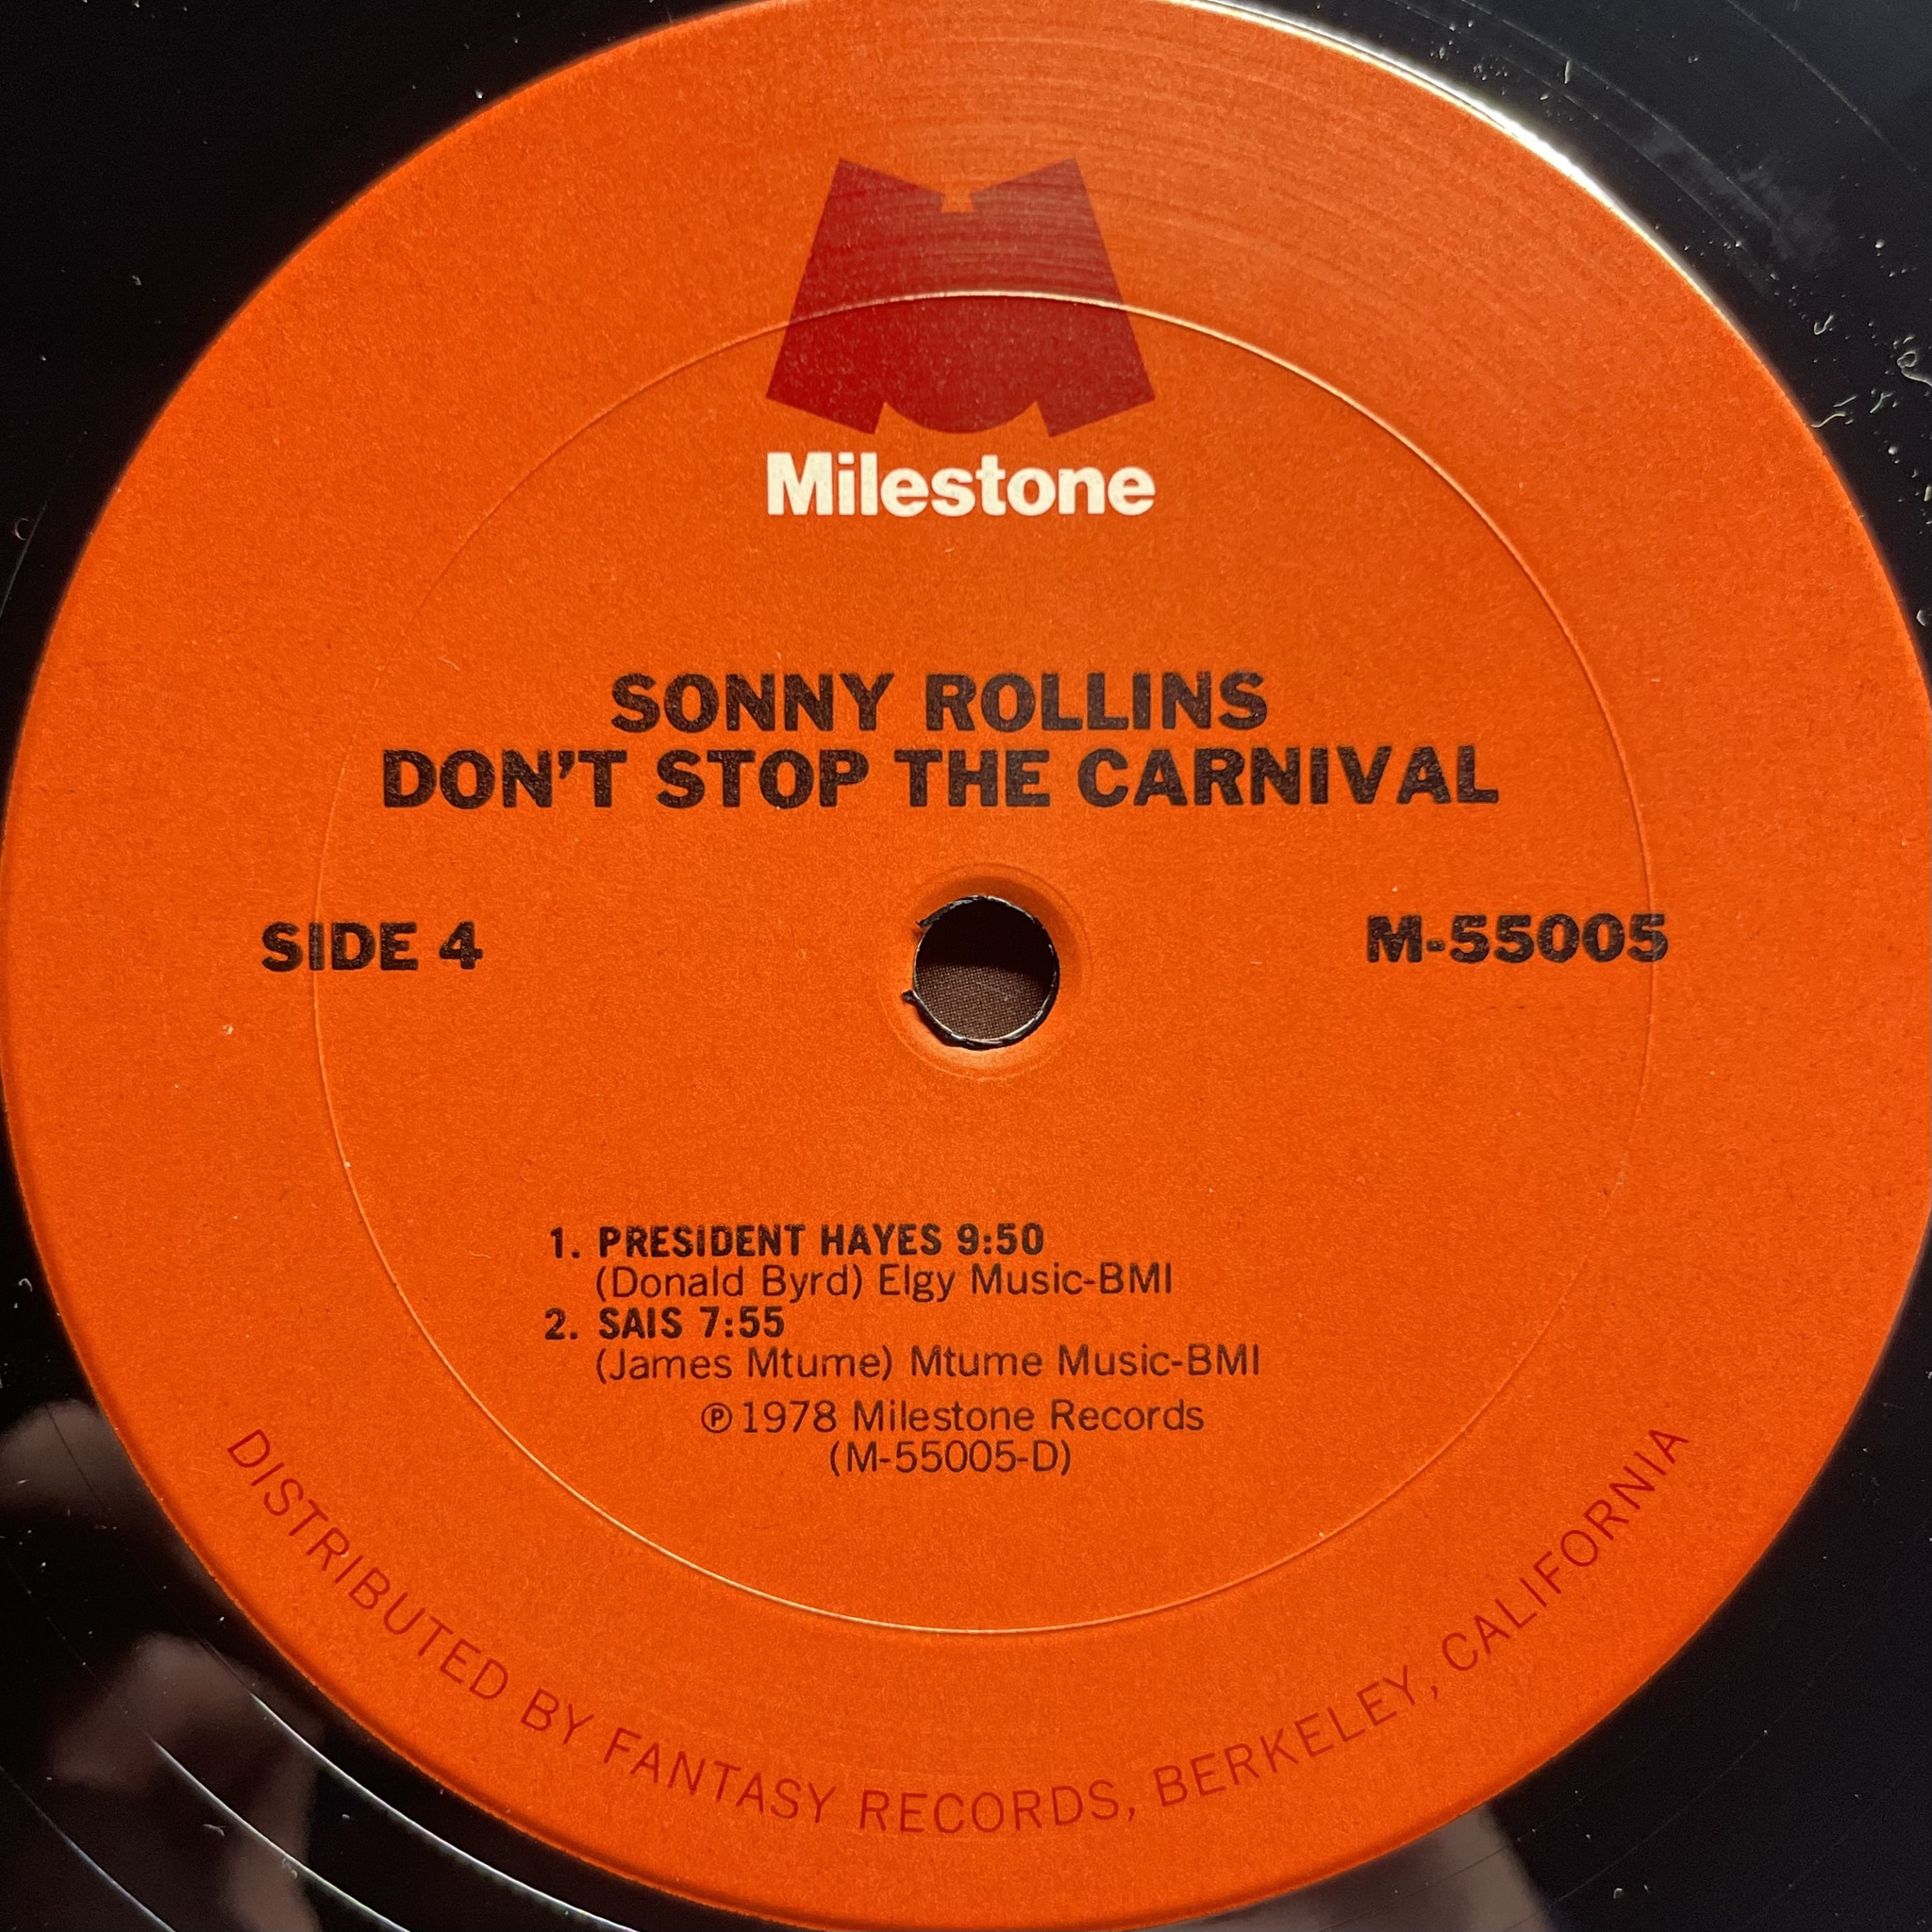 Milestone
SONNY ROLLINS
DON'T STOP THE CARNIVAL
SIDE 4
M-55005
1. PRESIDENT HAYES 9:50
(Donald Byrd) Elgy Music-BMI
2. SAIS 7:55
(James Mtume) Mtume Music-BMI
℗ 1978 Milestone Records
(M-55005-D)
DISTRIBUTED BY FANTASY RECORDS, BERKELEY, CALIFORNIA